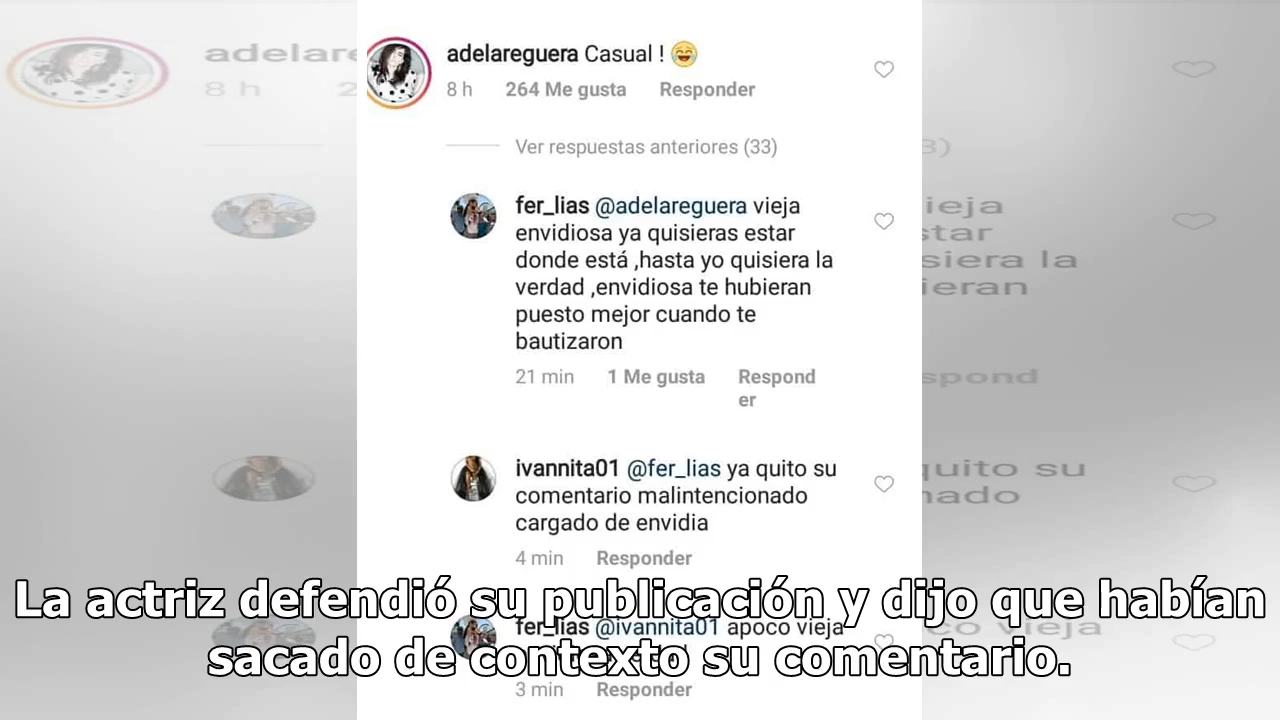 adelareguera Casual ! 😂
8 h 264 Me gusta Responder
Ver respuestas anteriores (33)
fer_lias @adelareguera vieja
envidiosa ya quisieras estar
donde está ,hasta yo quisiera la
verdad ,envidiosa te hubieran
puesto mejor cuando te
bautizaron
21 min 1 Me gusta Respond
er
ivannita01 @fer_lias ya quito su
comentario malintencionado
cargado de envidia
4 min Responder
La actriz defendió su publicación y dijo que habían
fer_lias @ivannita01 apoco vieja
sacado de contexto su comentario.
3 min Responder